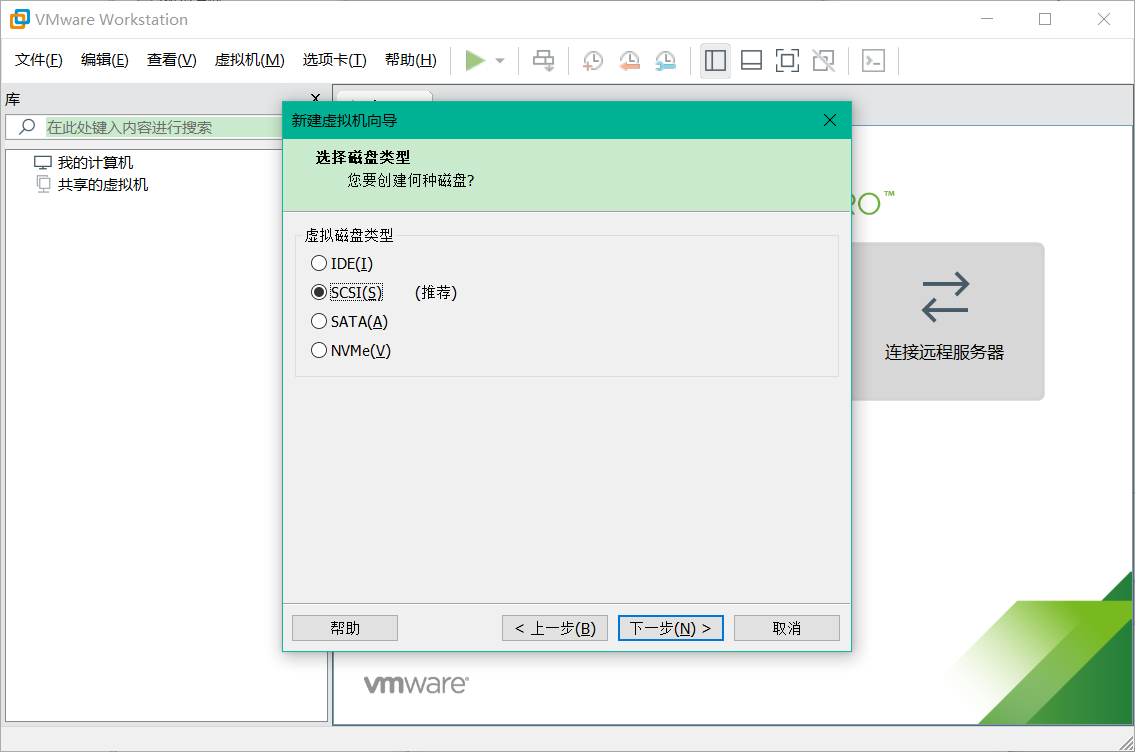 VMware Workstation
文件(F) 编辑(E) 查看(V) 虚拟机(M) 选项卡(T) 帮助(H)
库
在此处键入内容进行搜索
我的计算机
共享的虚拟机
新建虚拟机向导
选择磁盘类型
您要创建何种磁盘?
虚拟磁盘类型
IDE(I)
SCSI(S) (推荐)
SATA(A)
NVMe(V)
帮助
< 上一步(B)
下一步(N) >
取消
RO™
连接远程服务器
vmware®